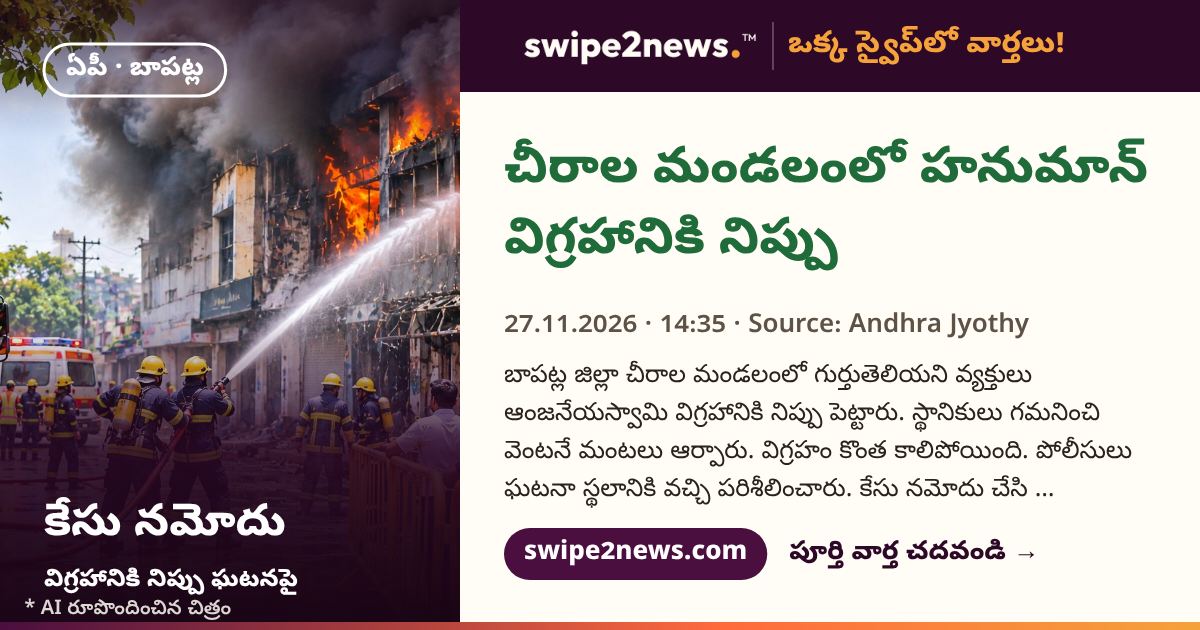 ఏపీ · బాపట్ల
swipe2news.™
ఒక్క స్వైప్‌లో వార్తలు!
చీరాల మండలంలో హనుమాన్
విగ్రహానికి నిప్పు
27.11.2026 · 14:35 · Source: Andhra Jyothy
బాపట్ల జిల్లా చీరాల మండలంలో గుర్తుతెలియని వ్యక్తులు
ఆంజనేయస్వామి విగ్రహానికి నిప్పు పెట్టారు. స్థానికులు గమనించి
వెంటనే మంటలు ఆర్పారు. విగ్రహం కొంత కాలిపోయింది. పోలీసులు
ఘటనా స్థలానికి వచ్చి పరిశీలించారు. కేసు నమోదు చేసి ...
swipe2news.com
పూర్తి వార్త చదవండి →
కేసు నమోదు
విగ్రహానికి నిప్పు ఘటనపై
* AI రూపొందించిన చిత్రం